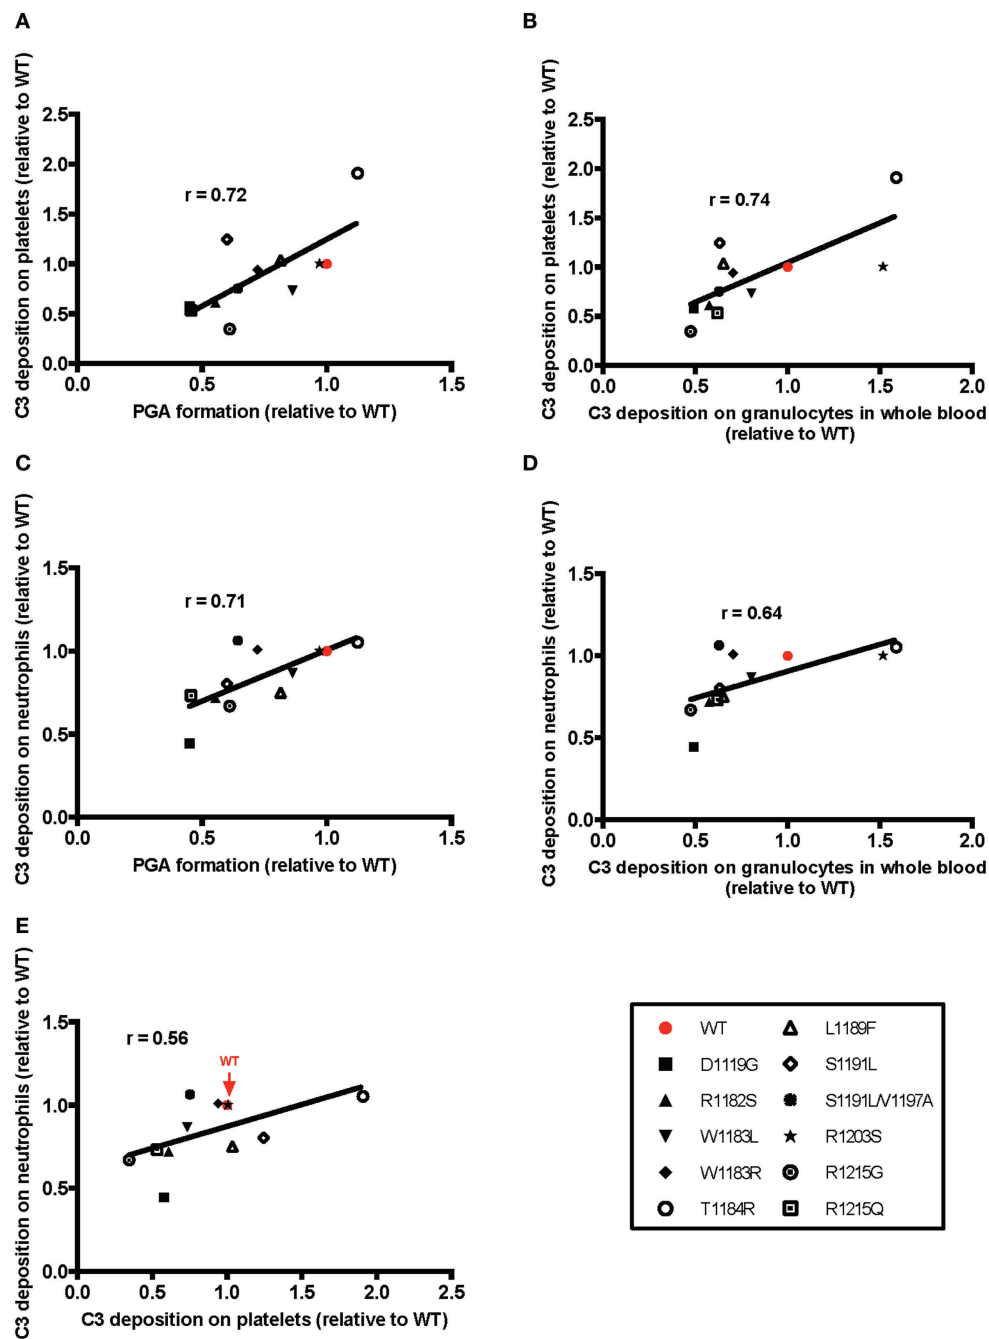 A
C3 deposition on platelets (relative to WT)
2.5
2.0
1.5
1.0
0.5
0.0
r = 0.72
0.0 0.5 1.0 1.5
PGA formation (relative to WT)
B
C3 deposition on platelets (relative to WT)
2.5
2.0
1.5
1.0
0.5
0.0
r = 0.74
0.0 0.5 1.0 1.5 2.0
C3 deposition on granulocytes in whole blood
(relative to WT)
C
C3 deposition on neutrophils (relative to WT)
1.5
1.0
0.5
0.0
r = 0.71
0.0 0.5 1.0 1.5
PGA formation (relative to WT)
D
C3 deposition on neutrophils (relative to WT)
1.5
1.0
0.5
0.0
r = 0.64
0.0 0.5 1.0 1.5 2.0
C3 deposition on granulocytes in whole blood
(relative to WT)
E
C3 deposition on neutrophils (relative to WT)
1.5
1.0
0.5
0.0
r = 0.56
WT
0.0 0.5 1.0 1.5 2.0 2.5
C3 deposition on platelets (relative to WT)
WT L1189F
D1119G S1191L
R1182S S1191L/V1197A
W1183L R1203S
W1183R R1215G
T1184R R1215Q